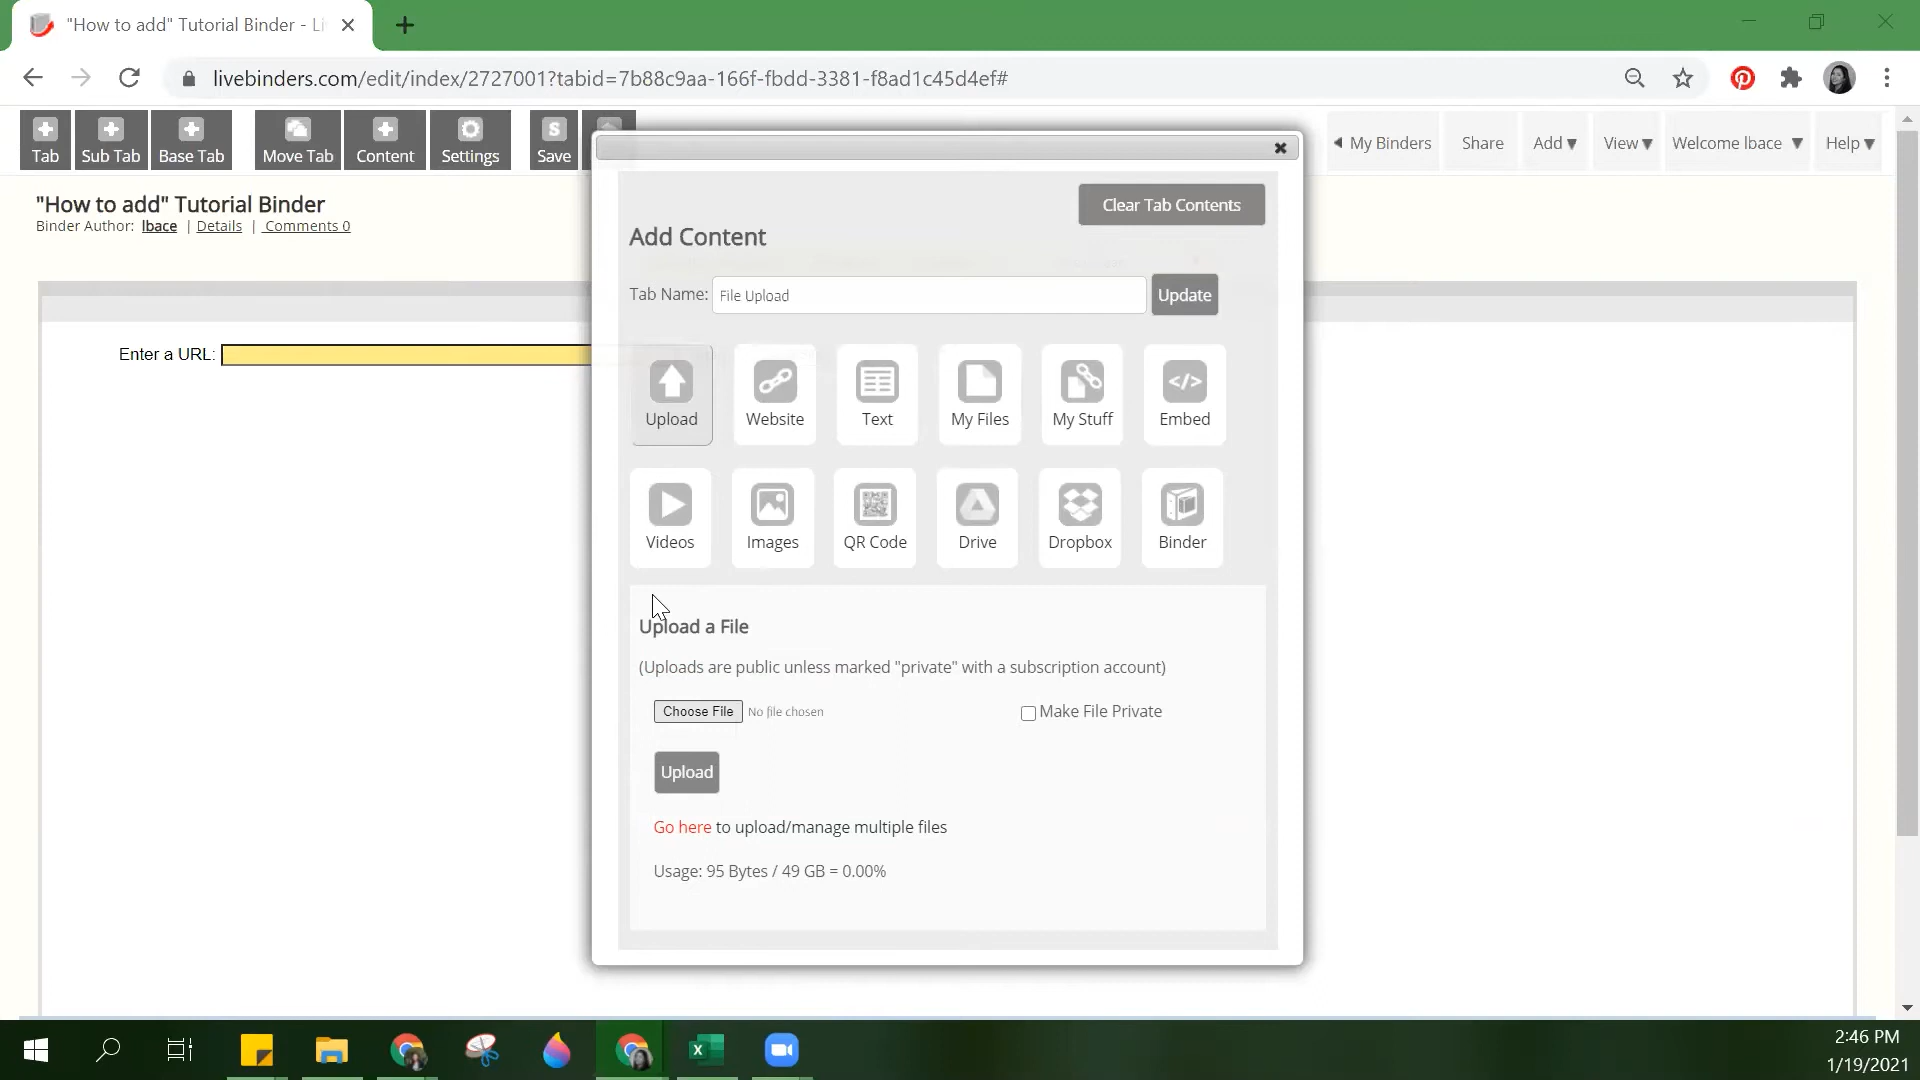 "How to add" Tutorial Binder - Li
livebinders.com/edit/index/2727001?tabid=7b88c9aa-166f-fbdd-3381-f8ad1c45d4ef#
Tab
Sub Tab
Base Tab
Move Tab
Content
Settings
S
Save
My Binders
Share
Add
View
Welcome lbace
Help
"How to add" Tutorial Binder
Binder Author: lbace | Details | Comments 0
Enter a URL:
Clear Tab Contents
Add Content
Tab Name: File Upload Update
Upload Website Text My Files My Stuff Embed
Videos Images QR Code Drive Dropbox Binder
Upload a File
(Uploads are public unless marked "private" with a subscription account)
Choose File No file chosen Make File Private
Upload
Go here to upload/manage multiple files
Usage: 95 Bytes / 49 GB = 0.00%
2:46 PM
1/19/2021